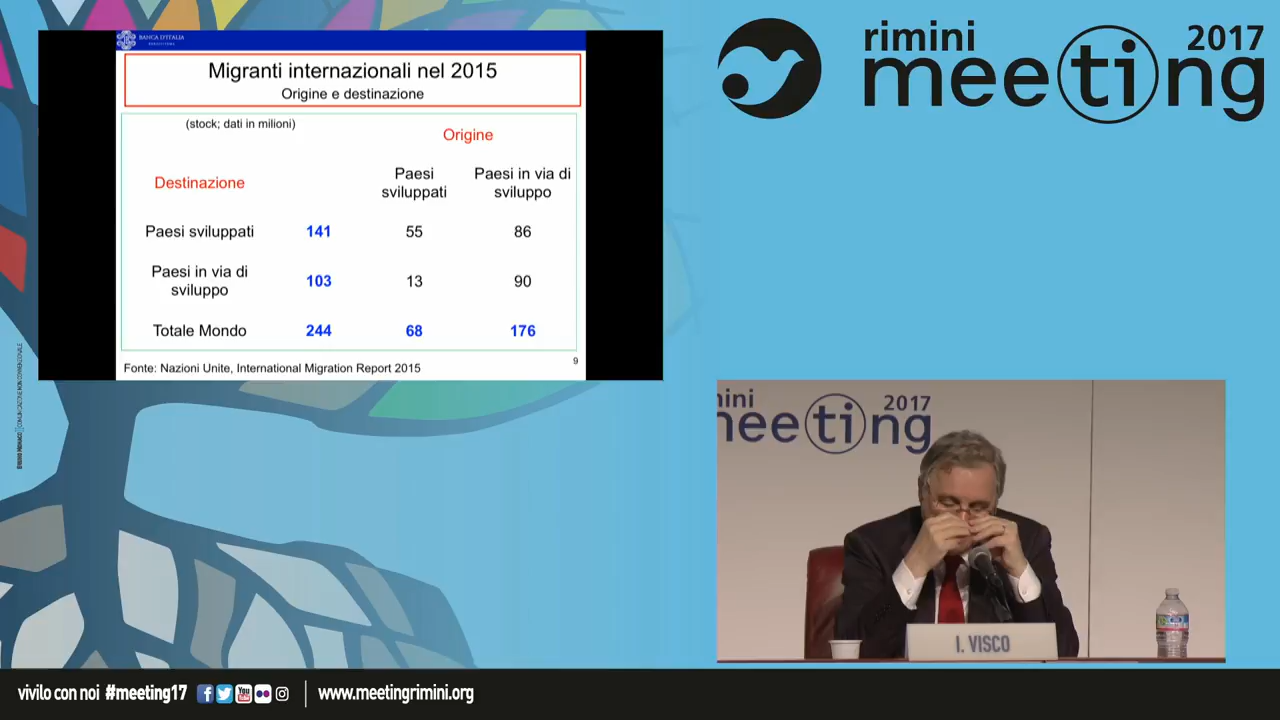 BANCA D'ITALIA
EUROSISTEMA
Migranti internazionali nel 2015
Origine e destinazione
(stock; dati in milioni)
Origine
Destinazione
Paesi sviluppati
Paesi in via di sviluppo
Paesi sviluppati 141 55 86
Paesi in via di sviluppo 103 13 90
Totale Mondo 244 68 176
Fonte: Nazioni Unite, International Migration Report 2015
9
rimini 2017
meeting
imini 2017
meeting
I. VISCO
vivilo con noi #meeting17
www.meetingrimini.org